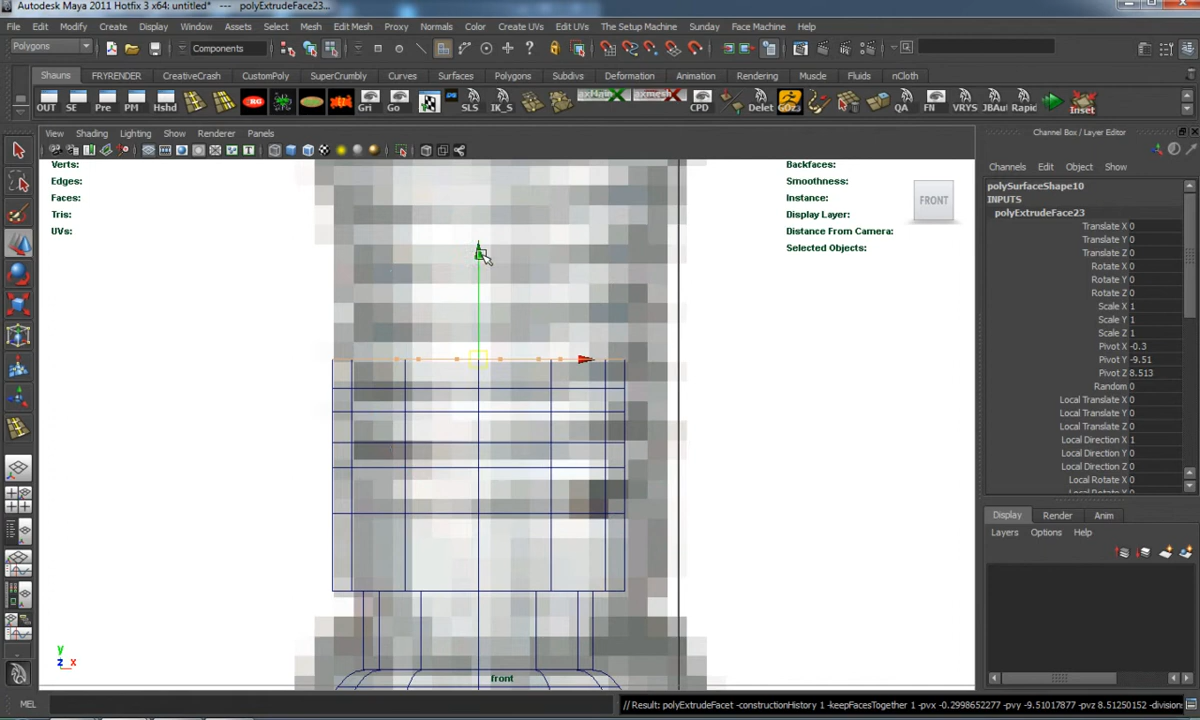 Autodesk Maya 2011 Hotfix 3 x64: untitled* --- polyExtrudeFace23...
File Edit Modify Create Display Window Assets Select Mesh Edit Mesh Proxy Normals Color Create UVs Edit UVs The Setup Machine Sunday Frame Machine Help
Polygons Components
Shauns FRYRENDER CreativeCrash CustomPoly SuperCrumbly Curves Surfaces Polygons Subdivs Deformation Animation Rendering Muscle Fluids nCloth
OUT SE Pre PM Hshd Gri Go SLS IK_S CPD Delet GOz3 QA FN VRYS JBAu Rapic Inset
View Shading Lighting Show Renderer Panels
Channel Box / Layer Editor
Verts:
Edges:
Faces:
Tris:
UVs:
Backfaces:
Smoothness:
Instance:
Display Layer:
Distance From Camera:
Selected Objects:
FRONT
y
z x
front
Channels Edit Object Show
polySurfaceShape10
INPUTS
polyExtrudeFace23
Translate X 0
Translate Y 0
Translate Z 0
Rotate X 0
Rotate Y 0
Rotate Z 0
Scale X 1
Scale Y 1
Scale Z 1
Pivot X -0.3
Pivot Y -9.51
Pivot Z 8.513
Random 0
Local Translate X 0
Local Translate Y 0
Local Translate Z 0
Local Direction X 1
Local Direction Y 0
Local Direction Z 0
Local Rotate X 0
Local Rotate Y 0
Display Render Anim
Layers Options Help
MEL
// Result: polyExtrudeFacet -constructionHistory 1 -keepFacesTogether 1 -pvx -0.2998652277 -pvy -9.51017877 -pvz 8.51250152 -division